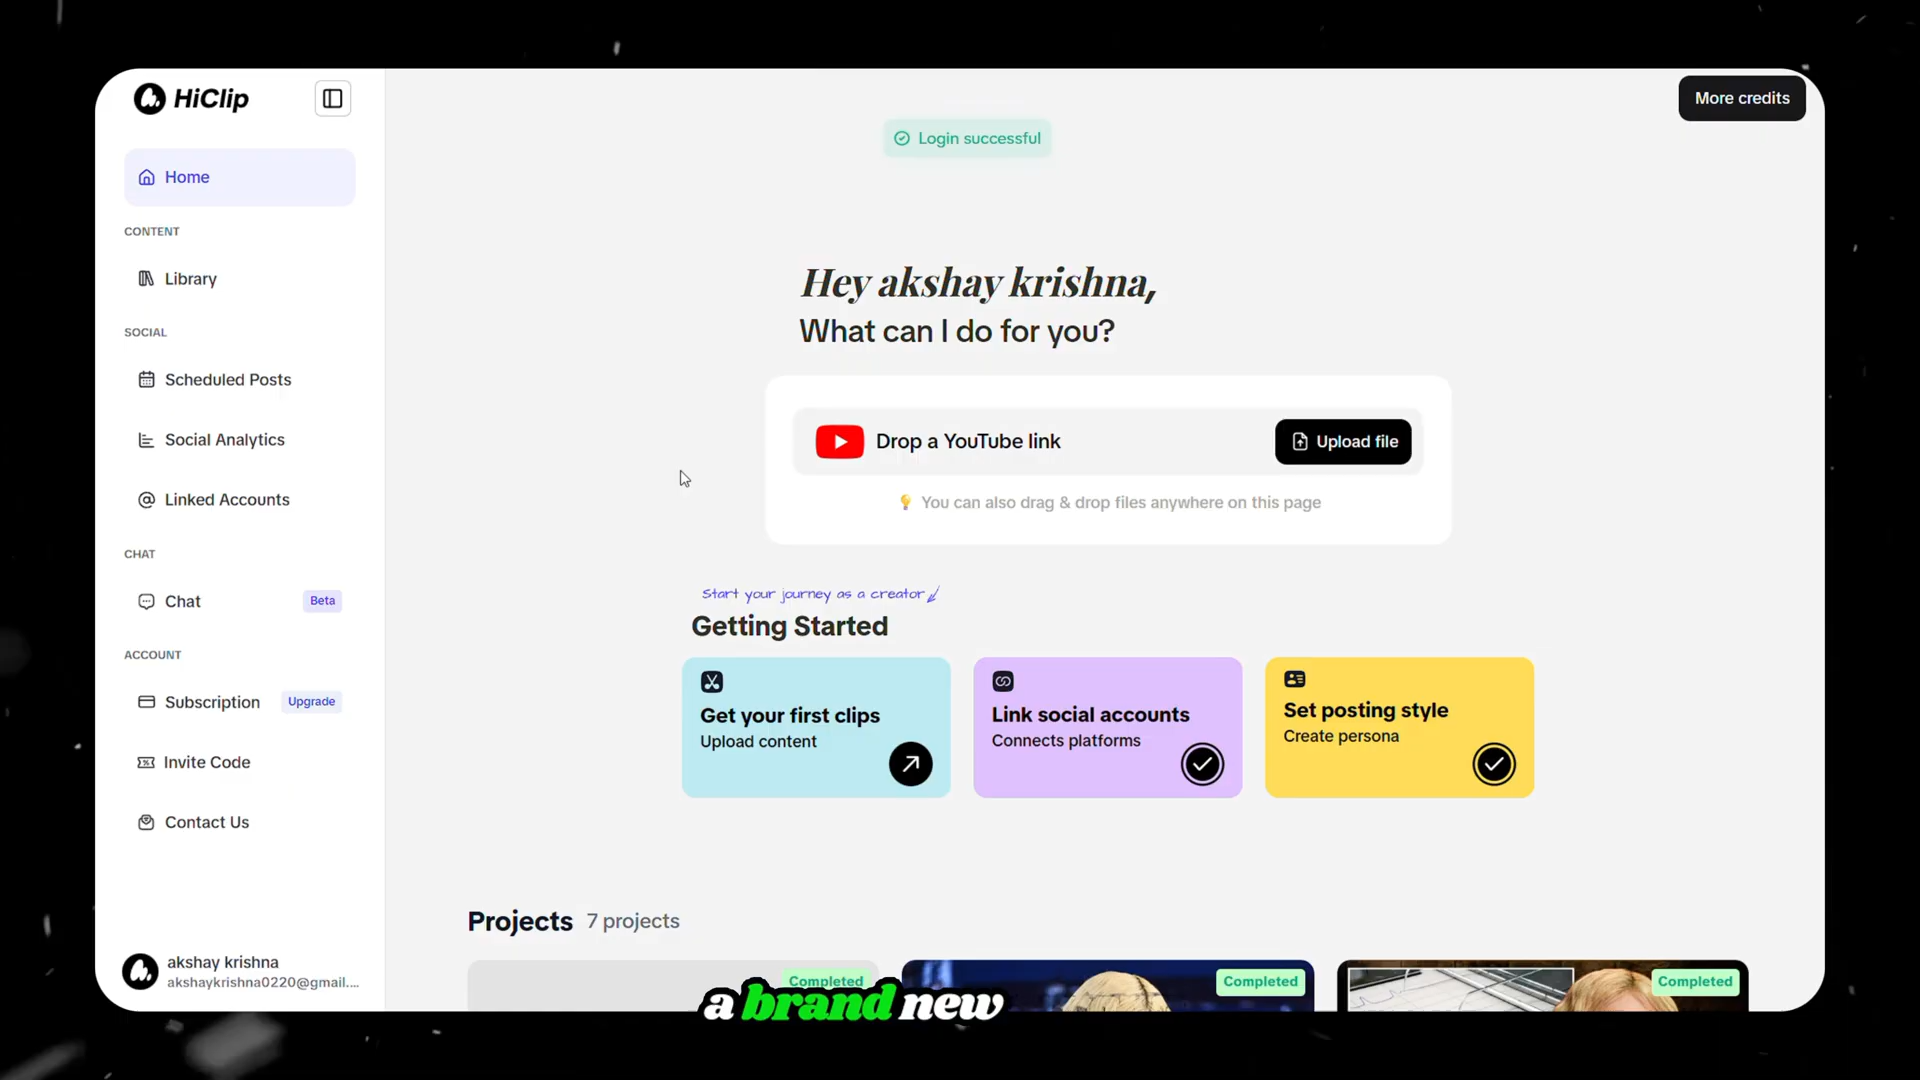 HiClip
More credits
Login successful
Home
CONTENT
Library
SOCIAL
Scheduled Posts
Social Analytics
Linked Accounts
CHAT
Chat
Beta
ACCOUNT
Subscription
Upgrade
Invite Code
Contact Us
akshay krishna
akshaykrishna0220@gmail....
Hey akshay krishna,
What can I do for you?
Drop a YouTube link
Upload file
You can also drag & drop files anywhere on this page
Start your journey as a creator
Getting Started
Get your first clips
Upload content
Link social accounts
Connects platforms
Set posting style
Create persona
Projects 7 projects
Completed
Completed
Completed
a brand new